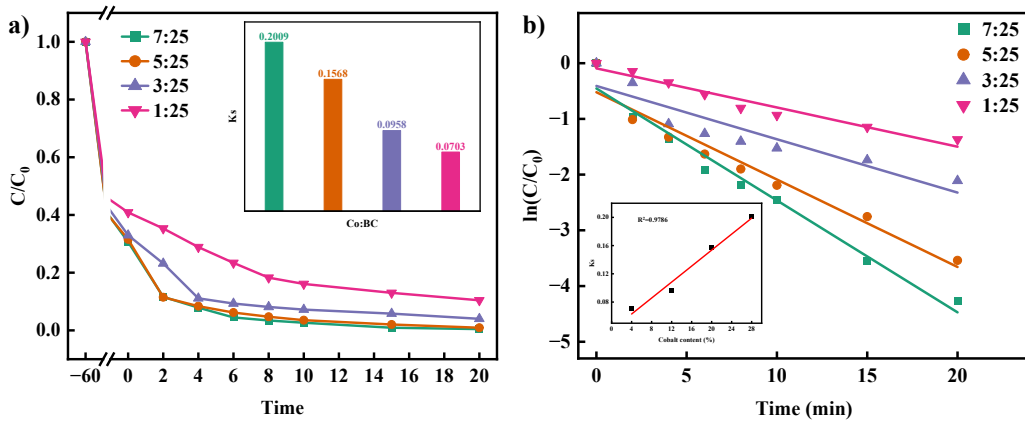 a)
C/C0
1.0
0.8
0.6
0.4
0.2
0.0
7:25
5:25
3:25
1:25
Ks
0.2009
0.1568
0.0958
0.0703
Co:BC
−60 0 2 4 6 8 10 12 14 16 18 20
Time
b)
ln(C/C0)
0
−1
−2
−3
−4
−5
7:25
5:25
3:25
1:25
Ks
0.20
0.16
0.12
0.08
R²=0.9786
4 12 20 28
Cobalt content (%)
0 5 10 15 20
Time (min)